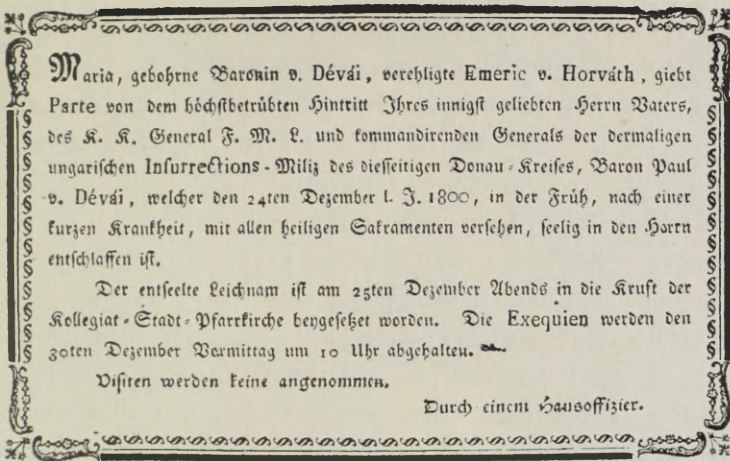 Maria, gebohrne Baronin v. Dévái, verehligte Emeric v. Horváth, giebt
Parte von dem höchstbetrübten Hintritt Jhres innigst geliebten Herrn Vaters,
des K. K. General F. M. L. und kommandirenden Generals der dermaligen
ungarischen Insurrections-Miliz des diesseitigen Donau-Kreises, Baron Paul
v. Dévái, welcher den 24ten Dezember l. J. 1800, in der Früh, nach einer
kurzen Krankheit, mit allen heiligen Sakramenten versehen, seelig in den Harrn
entschlaffen ist.
Der entseelte Leichnam ist am 25ten Dezember Abends in die Kruft der
Kollegiat-Stadt-Pfarrkirche beygesetzet worden. Die Exequien werden den
30ten Dezember Vormittag um 10 Uhr abgehalten.
Visiten werden keine angenommen.
Durch einem Hausoffizier.